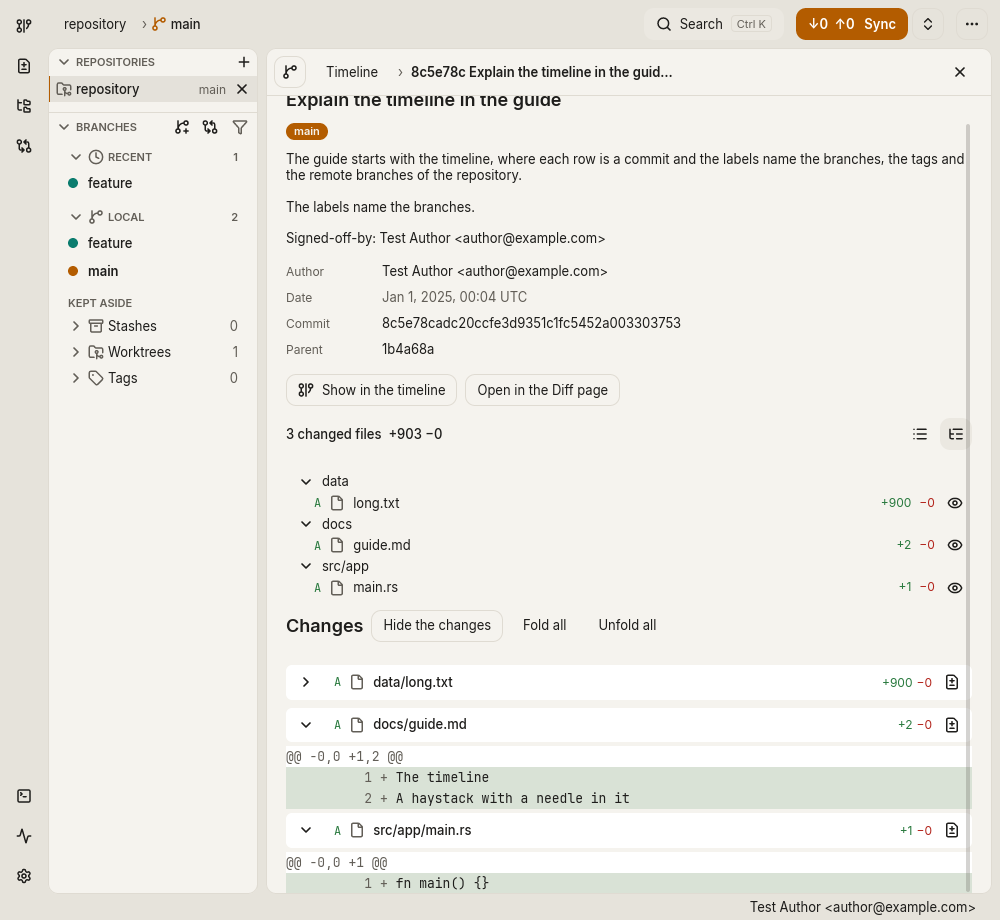 repository › main
Search Ctrl K
↓0 ↑0 Sync
REPOSITORIES
repository main
BRANCHES
RECENT 1
feature
LOCAL 2
feature
main
KEPT ASIDE
Stashes 0
Worktrees 1
Tags 0
Timeline › 8c5e78c Explain the timeline in the guid...
Explain the timeline in the guide
main
The guide starts with the timeline, where each row is a commit and the labels name the branches, the tags and
the remote branches of the repository.
The labels name the branches.
Signed-off-by: Test Author <author@example.com>
Author Test Author <author@example.com>
Date Jan 1, 2025, 00:04 UTC
Commit 8c5e78cadc20ccfe3d9351c1fc5452a003303753
Parent 1b4a68a
Show in the timeline Open in the Diff page
3 changed files +903 −0
data
A long.txt +900 −0
docs
A guide.md +2 −0
src/app
A main.rs +1 −0
Changes Hide the changes Fold all Unfold all
A data/long.txt +900 −0
A docs/guide.md +2 −0
@@ -0,0 +1,2 @@
1 + The timeline
2 + A haystack with a needle in it
A src/app/main.rs +1 −0
@@ -0,0 +1 @@
1 + fn main() {}
Test Author <author@example.com>